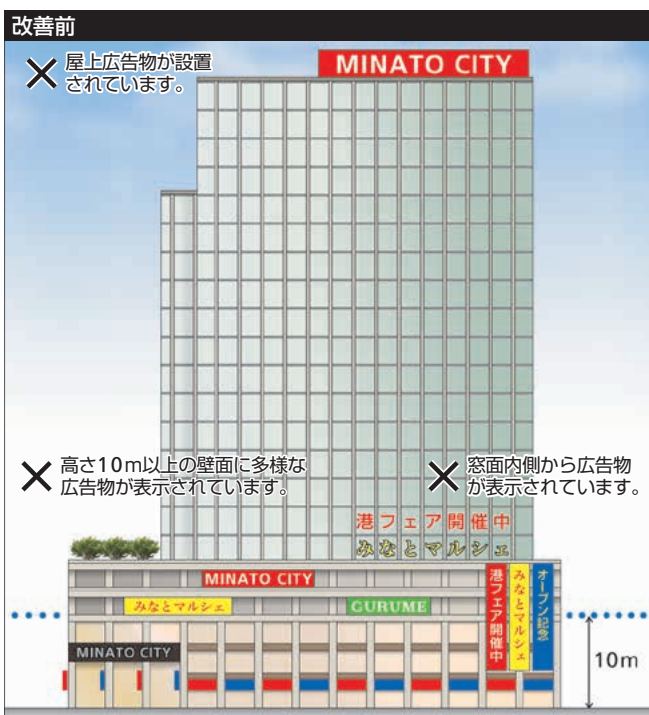 改善前
× 屋上広告物が設置
されています。
MINATO CITY
× 高さ10m以上の壁面に多様な
広告物が表示されています。
× 窓面内側から広告物
が表示されています。
港フェア開催中
みなとマルシェ
MINATO CITY
みなとマルシェ
GURUME
港フェア開催中
みなとマルシェ
オープン記念
MINATO CITY
10m